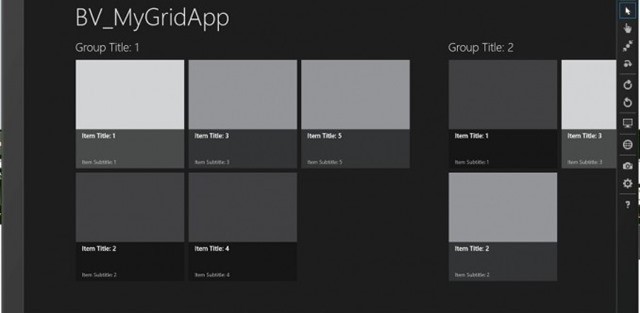 BV_MyGridApp
Group Title: 1
Item Title: 1
Item Subtitle: 1
Item Title: 3
Item Subtitle: 3
Item Title: 5
Item Subtitle: 5
Item Title: 2
Item Subtitle: 2
Item Title: 4
Item Subtitle: 4
Group Title: 2
Item Title: 1
Item Subtitle: 1
Item Title: 3
Item Subtitle: 3
Item Title: 2
Item Subtitle: 2
?